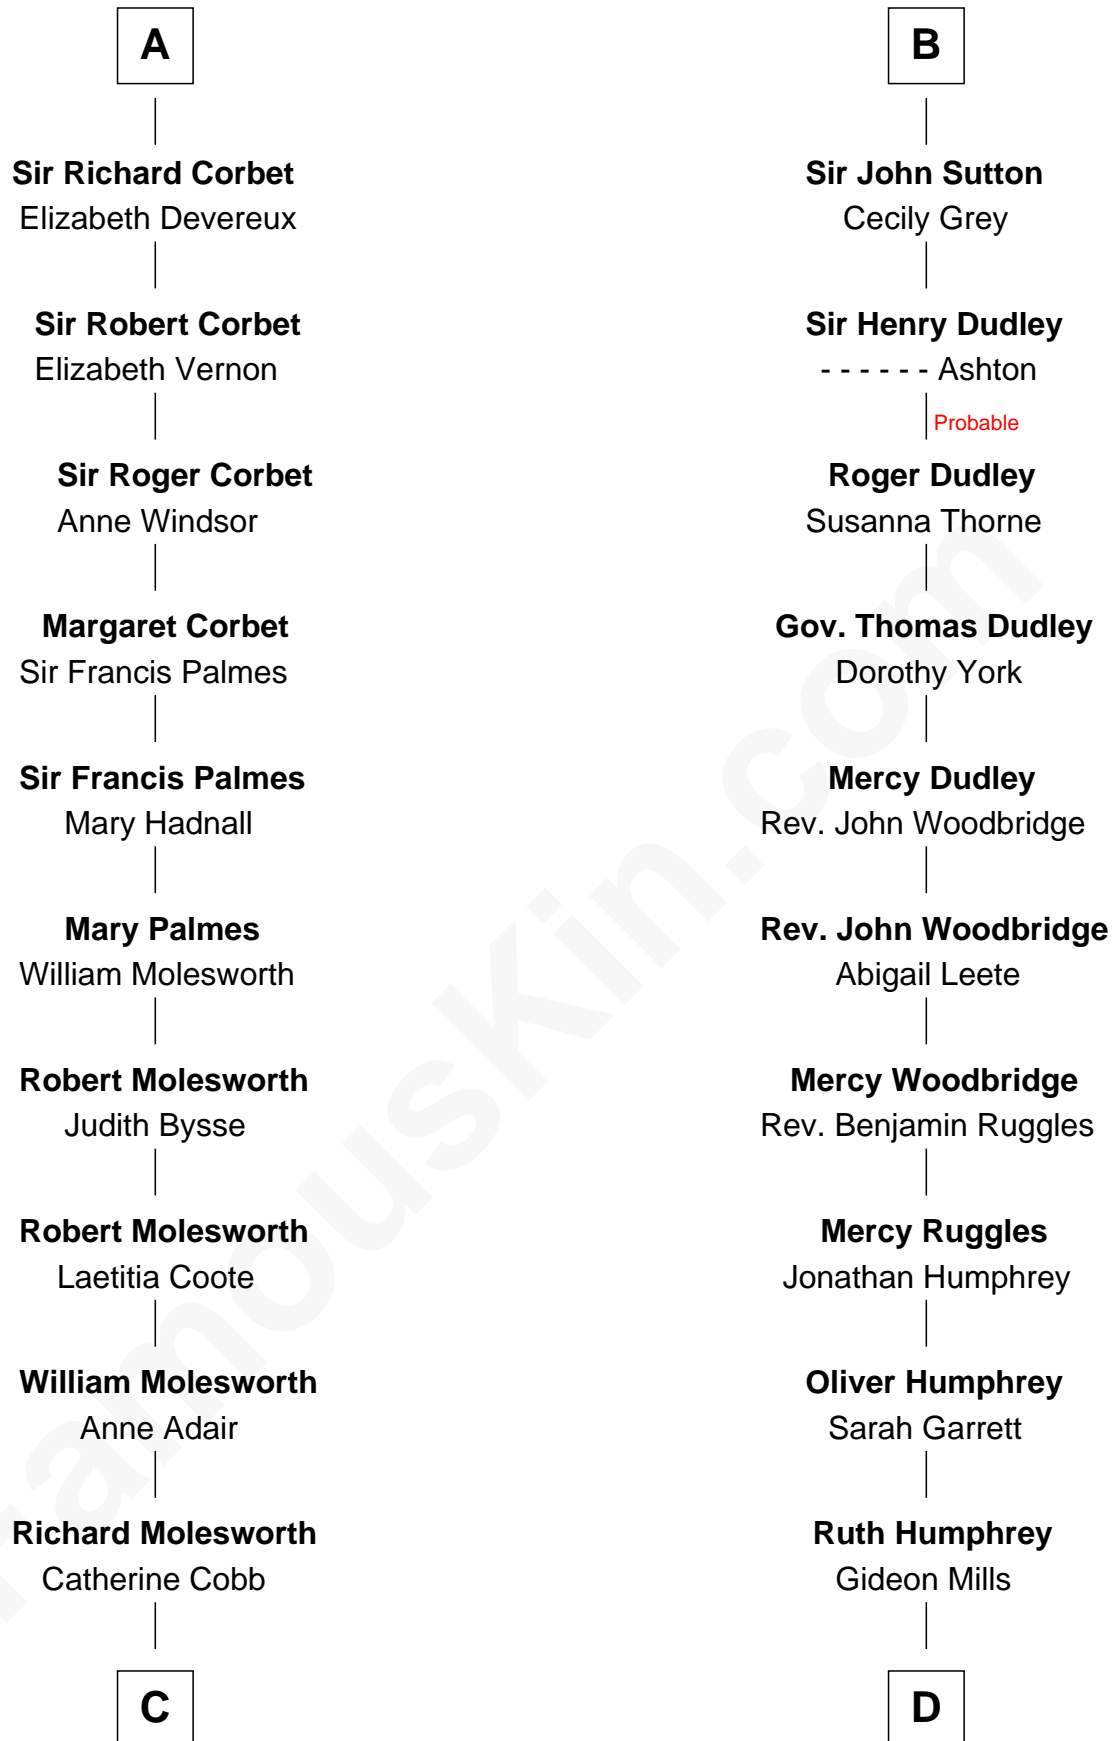 A
Sir Richard Corbet
Elizabeth Devereux
Sir Robert Corbet
Elizabeth Vernon
Sir Roger Corbet
Anne Windsor
Margaret Corbet
Sir Francis Palmes
Sir Francis Palmes
Mary Hadnall
Mary Palmes
William Molesworth
Robert Molesworth
Judith Bysse
Robert Molesworth
Laetitia Coote
William Molesworth
Anne Adair
Richard Molesworth
Catherine Cobb
C
B
Sir John Sutton
Cecily Grey
Sir Henry Dudley
- - - - - - Ashton
Probable
Roger Dudley
Susanna Thorne
Gov. Thomas Dudley
Dorothy York
Mercy Dudley
Rev. John Woodbridge
Rev. John Woodbridge
Abigail Leete
Mercy Woodbridge
Rev. Benjamin Ruggles
Mercy Ruggles
Jonathan Humphrey
Oliver Humphrey
Sarah Garrett
Ruth Humphrey
Gideon Mills
D
FamousKin.com